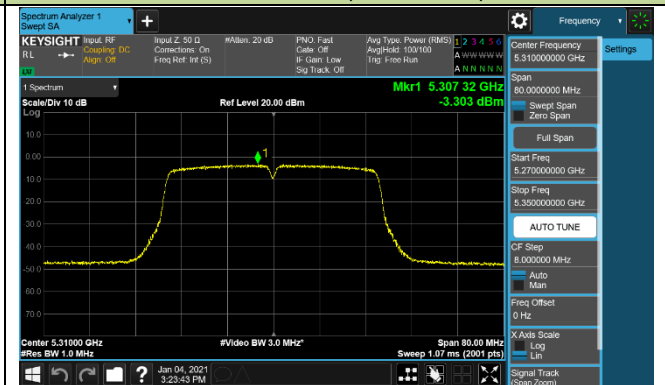 Spectrum Analyzer 1
Swept SA
+
Frequency
KEYSIGHT Input: RF
RL
Coupling: DC
Align: Off
Input Z: 50 Ω
Corrections: On
Freq Ref: Int (S)
#Atten: 20 dB
PNO: Fast
Gate: Off
IF Gain: Low
Sig Track: Off
Avg Type: Power (RMS)
Avg|Hold: 100/100
Trig: Free Run
1 2 3 4 5 6
A W W W W W
A N N N N N
LNI
1 Spectrum
Mkr1 5.307 32 GHz
Scale/Div 10 dB
Ref Level 20.00 dBm
-3.303 dBm
Log
10.0
0.00
1
-10.0
-20.0
-30.0
-40.0
-50.0
-60.0
-70.0
Center 5.31000 GHz
#Video BW 3.0 MHz*
Span 80.00 MHz
#Res BW 1.0 MHz
Sweep 1.07 ms (2001 pts)
?
Jan 04, 2021
3:23:43 PM
Center Frequency
5.310000000 GHz
Settings
Span
80.0000000 MHz
Swept Span
Zero Span
Full Span
Start Freq
5.270000000 GHz
Stop Freq
5.350000000 GHz
AUTO TUNE
CF Step
8.000000 MHz
Auto
Man
Freq Offset
0 Hz
X Axis Scale
Log
Lin
Signal Track
(Span Zoom)